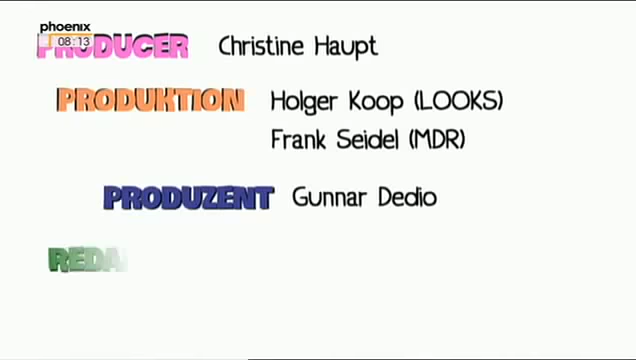 phoenix
08:13
PRODUCER Christine Haupt
PRODUKTION Holger Koop (LOOKS)
Frank Seidel (MDR)
PRODUZENT Gunnar Dedio